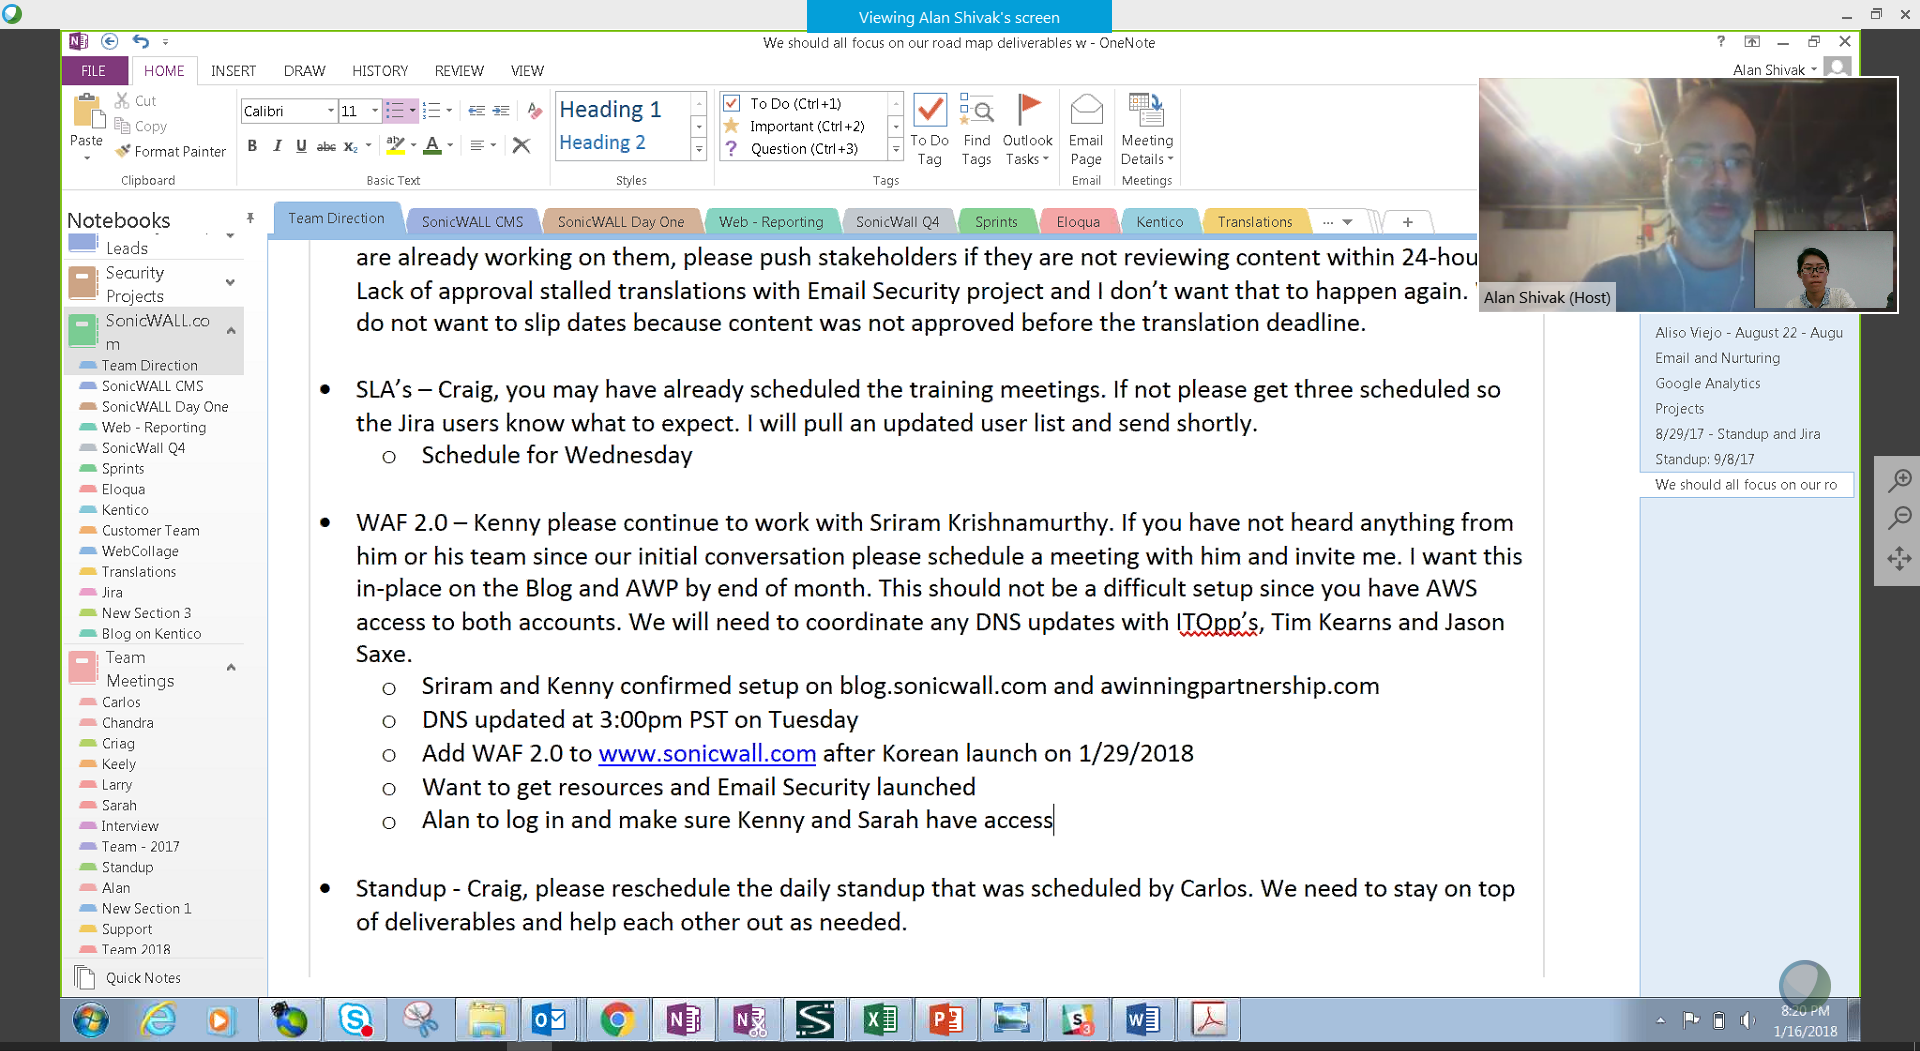 Viewing Alan Shivak's screen
We should all focus on our road map deliverables w - OneNote
FILE
HOME
INSERT
DRAW
HISTORY
REVIEW
VIEW
Alan Shivak
Paste
Cut
Copy
Format Painter
Clipboard
Calibri
11
B I U abc x₂
A
Basic Text
Heading 1
Heading 2
Styles
To Do (Ctrl+1)
Important (Ctrl+2)
Question (Ctrl+3)
To Do
Tag
Find
Tags
Outlook
Tasks
Tags
Email
Page
Email
Meeting
Details
Meetings
Alan Shivak (Host)
Notebooks
Leads
Security
Projects
SonicWALL.co
m
Team Direction
SonicWALL CMS
SonicWALL Day One
Web - Reporting
SonicWall Q4
Sprints
Eloqua
Kentico
Customer Team
WebCollage
Translations
Jira
New Section 3
Blog on Kentico
Team
Meetings
Carlos
Chandra
Criag
Keely
Larry
Sarah
Interview
Team - 2017
Standup
Alan
New Section 1
Support
Team 2018
Quick Notes
Team Direction
SonicWALL CMS
SonicWALL Day One
Web - Reporting
SonicWall Q4
Sprints
Eloqua
Kentico
Translations
...
+
are already working on them, please push stakeholders if they are not reviewing content within 24-hou
Lack of approval stalled translations with Email Security project and I don't want that to happen again.
do not want to slip dates because content was not approved before the translation deadline.
• SLA's – Craig, you may have already scheduled the training meetings. If not please get three scheduled so
the Jira users know what to expect. I will pull an updated user list and send shortly.
o Schedule for Wednesday
• WAF 2.0 – Kenny please continue to work with Sriram Krishnamurthy. If you have not heard anything from
him or his team since our initial conversation please schedule a meeting with him and invite me. I want this
in-place on the Blog and AWP by end of month. This should not be a difficult setup since you have AWS
access to both accounts. We will need to coordinate any DNS updates with ITOpp's, Tim Kearns and Jason
Saxe.
o Sriram and Kenny confirmed setup on blog.sonicwall.com and awinningpartnership.com
o DNS updated at 3:00pm PST on Tuesday
o Add WAF 2.0 to www.sonicwall.com after Korean launch on 1/29/2018
o Want to get resources and Email Security launched
o Alan to log in and make sure Kenny and Sarah have access
• Standup - Craig, please reschedule the daily standup that was scheduled by Carlos. We need to stay on top
of deliverables and help each other out as needed.
Aliso Viejo - August 22 - Augu
Email and Nurturing
Google Analytics
Projects
8/29/17 - Standup and Jira
Standup: 9/8/17
We should all focus on our ro
8:20 PM
1/16/2018